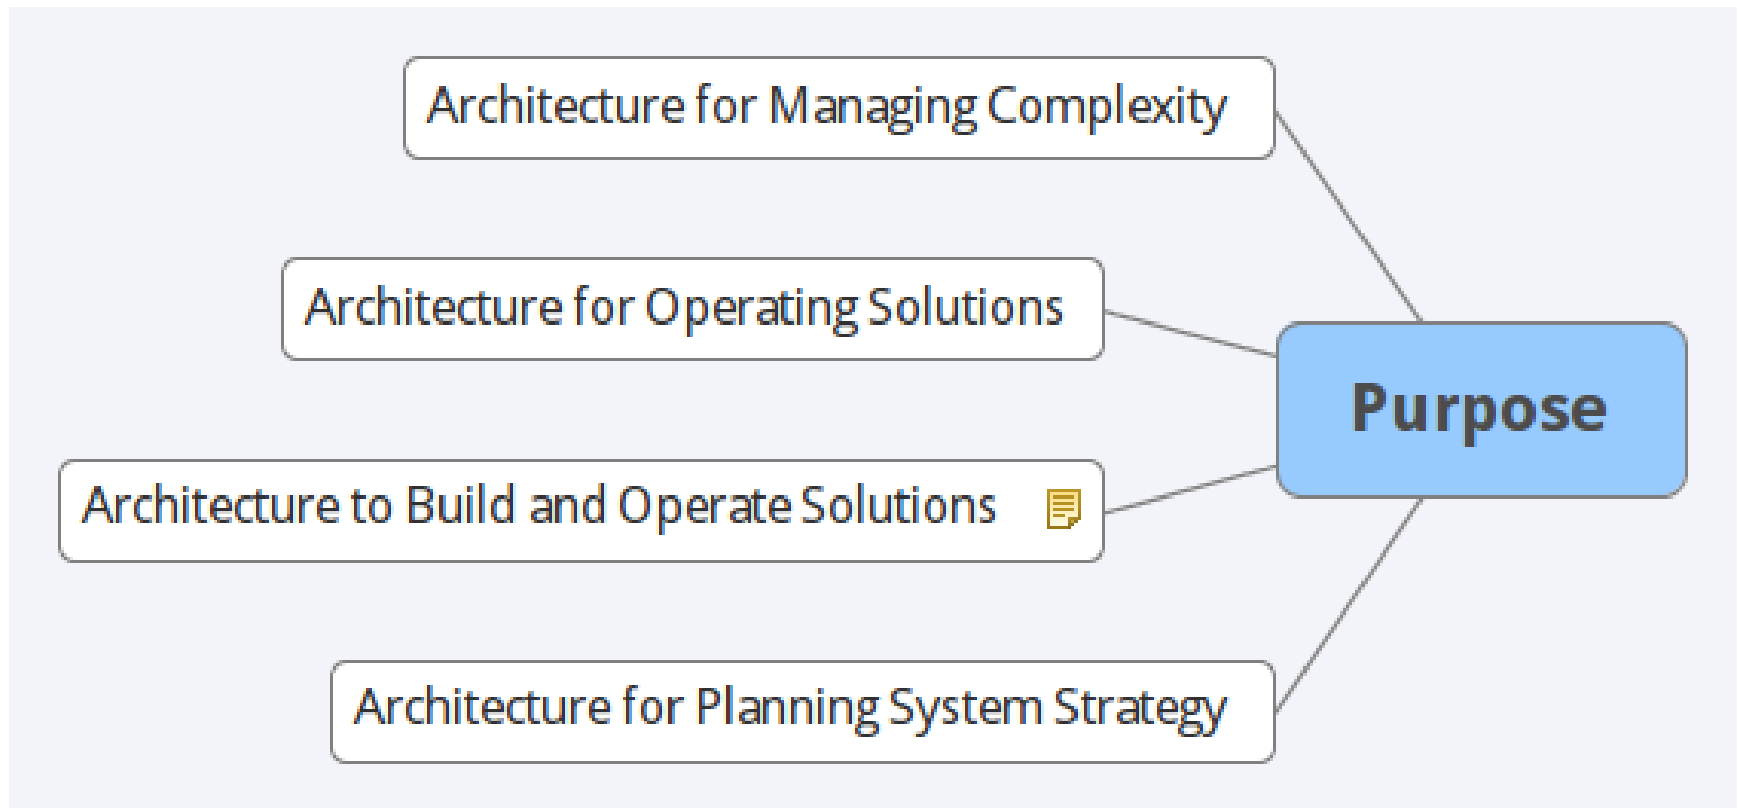 Architecture for Managing Complexity
Architecture for Operating Solutions
Purpose
Architecture to Build and Operate Solutions
Architecture for Planning System Strategy